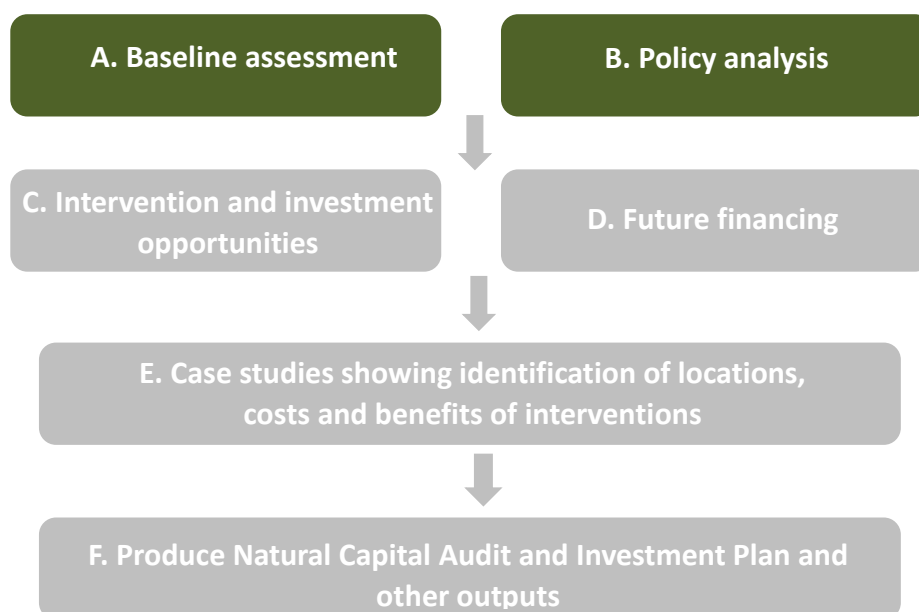 A. Baseline assessment
B. Policy analysis
C. Intervention and investment
opportunities
D. Future financing
E. Case studies showing identification of locations,
costs and benefits of interventions
F. Produce Natural Capital Audit and Investment Plan and
other outputs